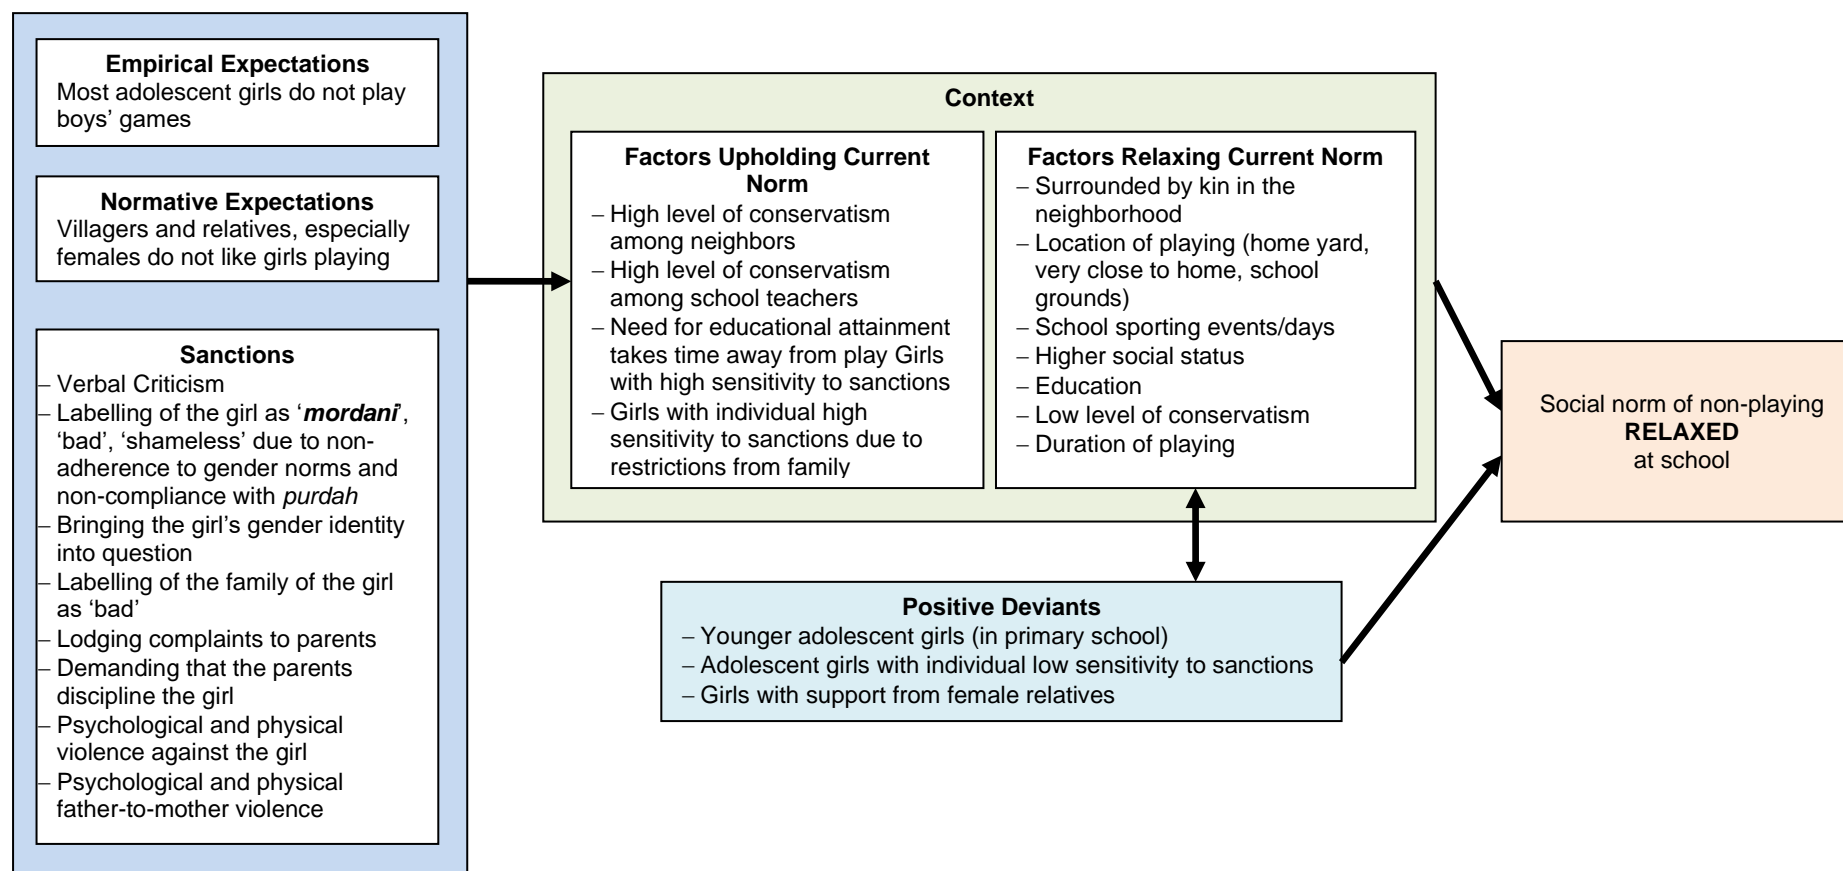 Empirical Expectations
Most adolescent girls do not play
boys’ games
Normative Expectations
Villagers and relatives, especially
females do not like girls playing
Sanctions
– Verbal Criticism
– Labelling of the girl as ‘mordani’,
‘bad’, ‘shameless’ due to non-
adherence to gender norms and
non-compliance with purdah
– Bringing the girl’s gender identity
into question
– Labelling of the family of the girl
as ‘bad’
– Lodging complaints to parents
– Demanding that the parents
discipline the girl
– Psychological and physical
violence against the girl
– Psychological and physical
father-to-mother violence
Context
Factors Upholding Current
Norm
– High level of conservatism
among neighbors
– High level of conservatism
among school teachers
– Need for educational attainment
takes time away from play Girls
with high sensitivity to sanctions
– Girls with individual high
sensitivity to sanctions due to
restrictions from family
Factors Relaxing Current Norm
– Surrounded by kin in the
neighborhood
– Location of playing (home yard,
very close to home, school
grounds)
– School sporting events/days
– Higher social status
– Education
– Low level of conservatism
– Duration of playing
Positive Deviants
– Younger adolescent girls (in primary school)
– Adolescent girls with individual low sensitivity to sanctions
– Girls with support from female relatives
Social norm of non-playing
RELAXED
at school